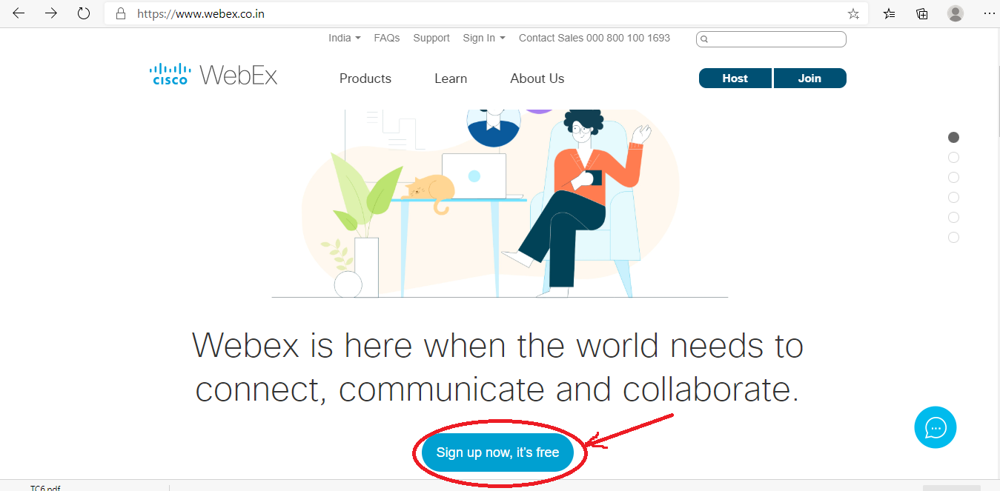 https://www.webex.co.in
India FAQs Support Sign In Contact Sales 000 800 100 1693
CISCO WebEx Products Learn About Us Host Join
Webex is here when the world needs to
connect, communicate and collaborate.
Sign up now, it's free
TC6.pdf